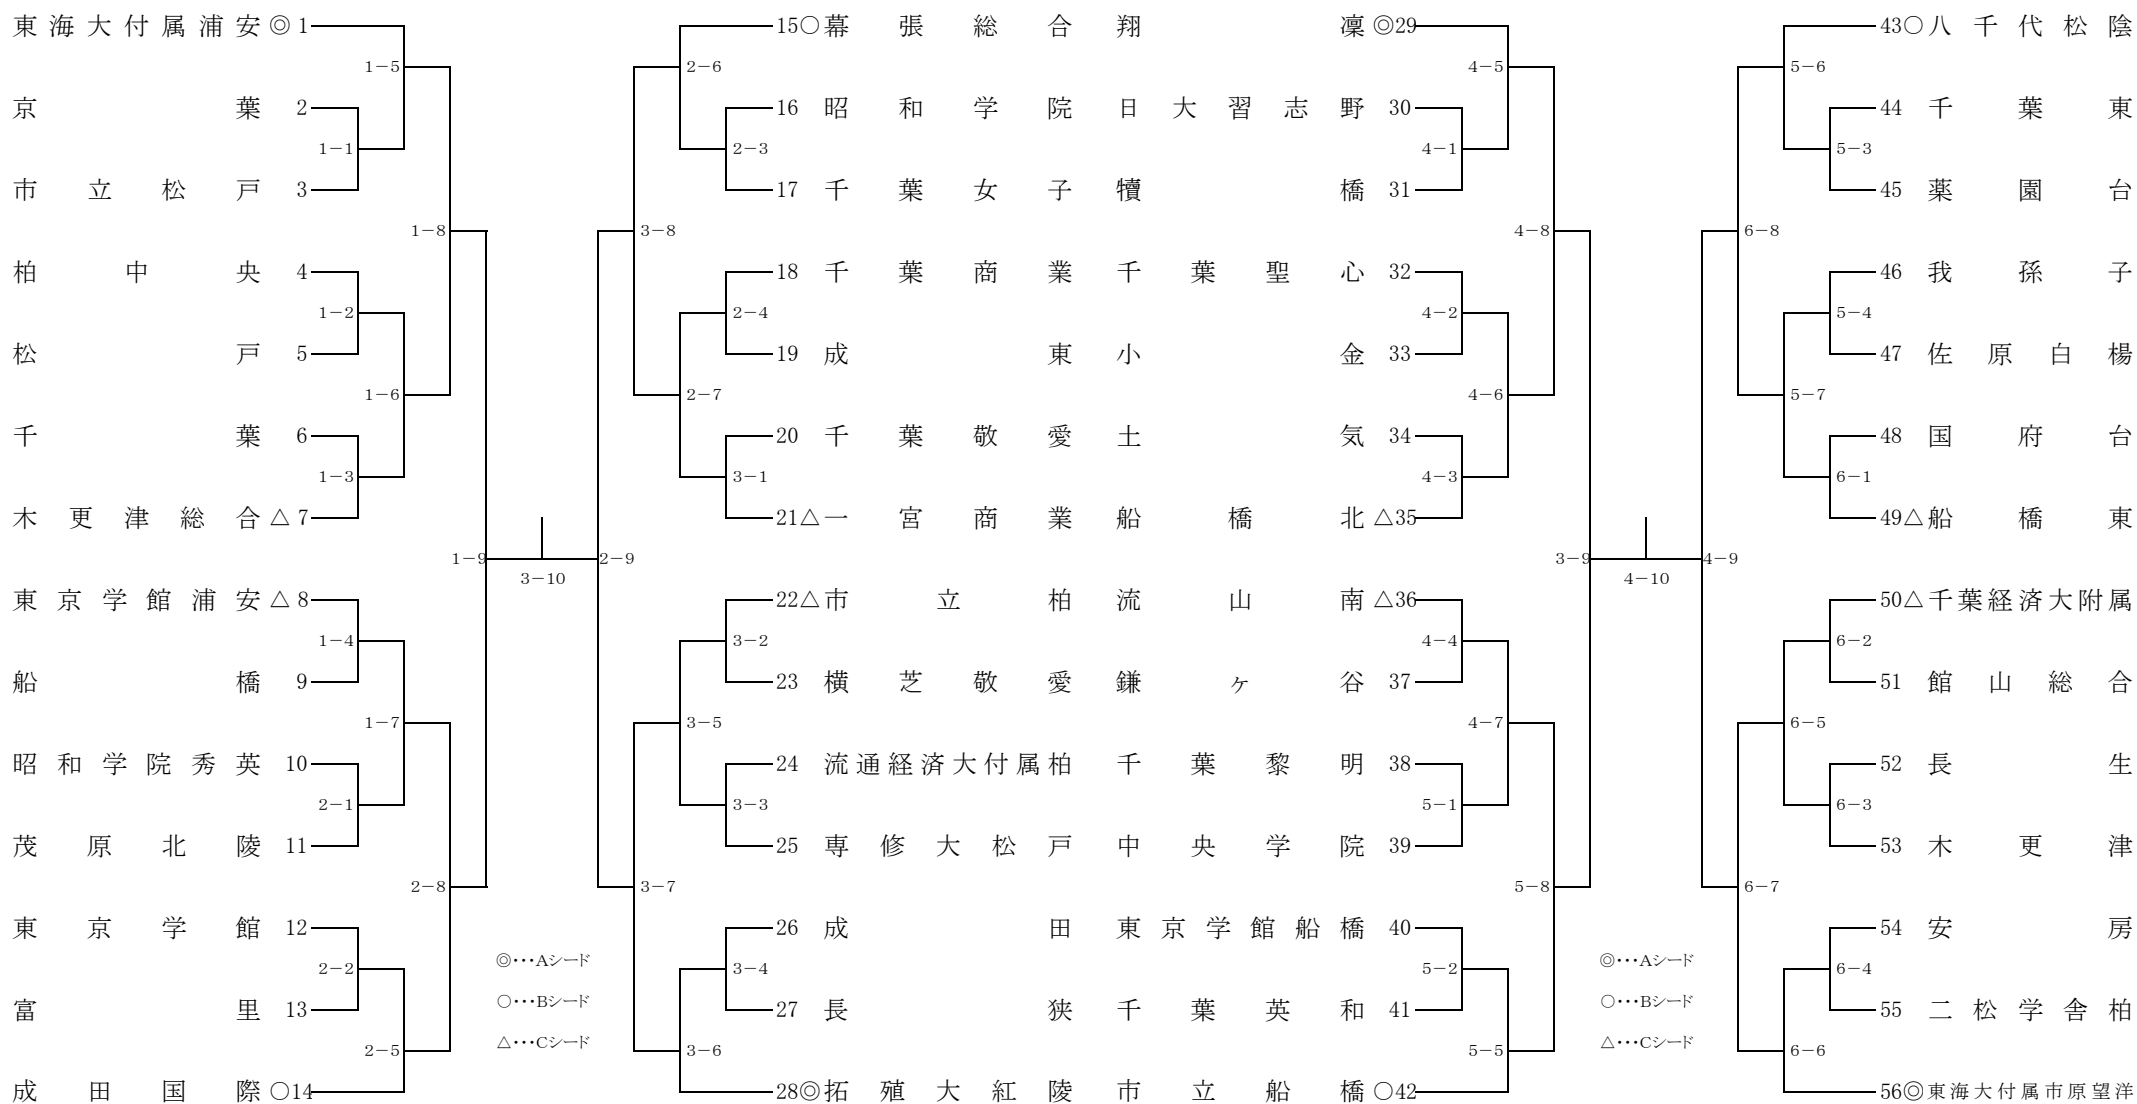 東海大付属浦安 ◎ 1
1－5
京葉 2
1－1
市立松戸 3
1－8
柏中央 4
1－2
松戸 5
1－6
千葉 6
1－3
木更津総合 △ 7
1－9
東京学館浦安 △ 8
1－4
船橋 9
1－7
昭和学院秀英 10
2－1
茂原北陵 11
2－8
東京学館 12
2－2
富里 13
2－5
成田国際 ○14
3－10
◎・・・Aシード
○・・・Bシード
△・・・Cシード
15○幕張総合
2－6
16 昭和学院
2－3
17 千葉女子
3－8
18 千葉商業
2－4
19 成東
2－7
20 千葉敬愛
3－1
21△一宮商業
2－9
22△市立柏
3－2
23 横芝敬愛
3－5
24 流通経済大付属柏
3－3
25 専修大松戸
3－7
26 成田
3－4
27 長狭
3－6
28◎拓殖大紅陵
翔凜 ◎29
4－5
日大習志野 30
4－1
犢橋 31
4－8
千葉聖心 32
4－2
小金 33
4－6
土気 34
4－3
船橋北 △35
3－9
流山南 △36
4－4
鎌ヶ谷 37
4－7
千葉黎明 38
5－1
中央学院 39
5－8
東京学館船橋 40
5－2
千葉英和 41
5－5
市立船橋 ○42
4－10
◎・・・Aシード
○・・・Bシード
△・・・Cシード
43○八千代松陰
5－6
44 千葉東
5－3
45 薬園台
6－8
46 我孫子
5－4
47 佐原白楊
5－7
48 国府台
6－1
49△船橋東
4－9
50△千葉経済大附属
6－2
51 館山総合
6－5
52 長生
6－3
53 木更津
6－7
54 安房
6－4
55 二松学舎柏
6－6
56◎東海大付属市原望洋